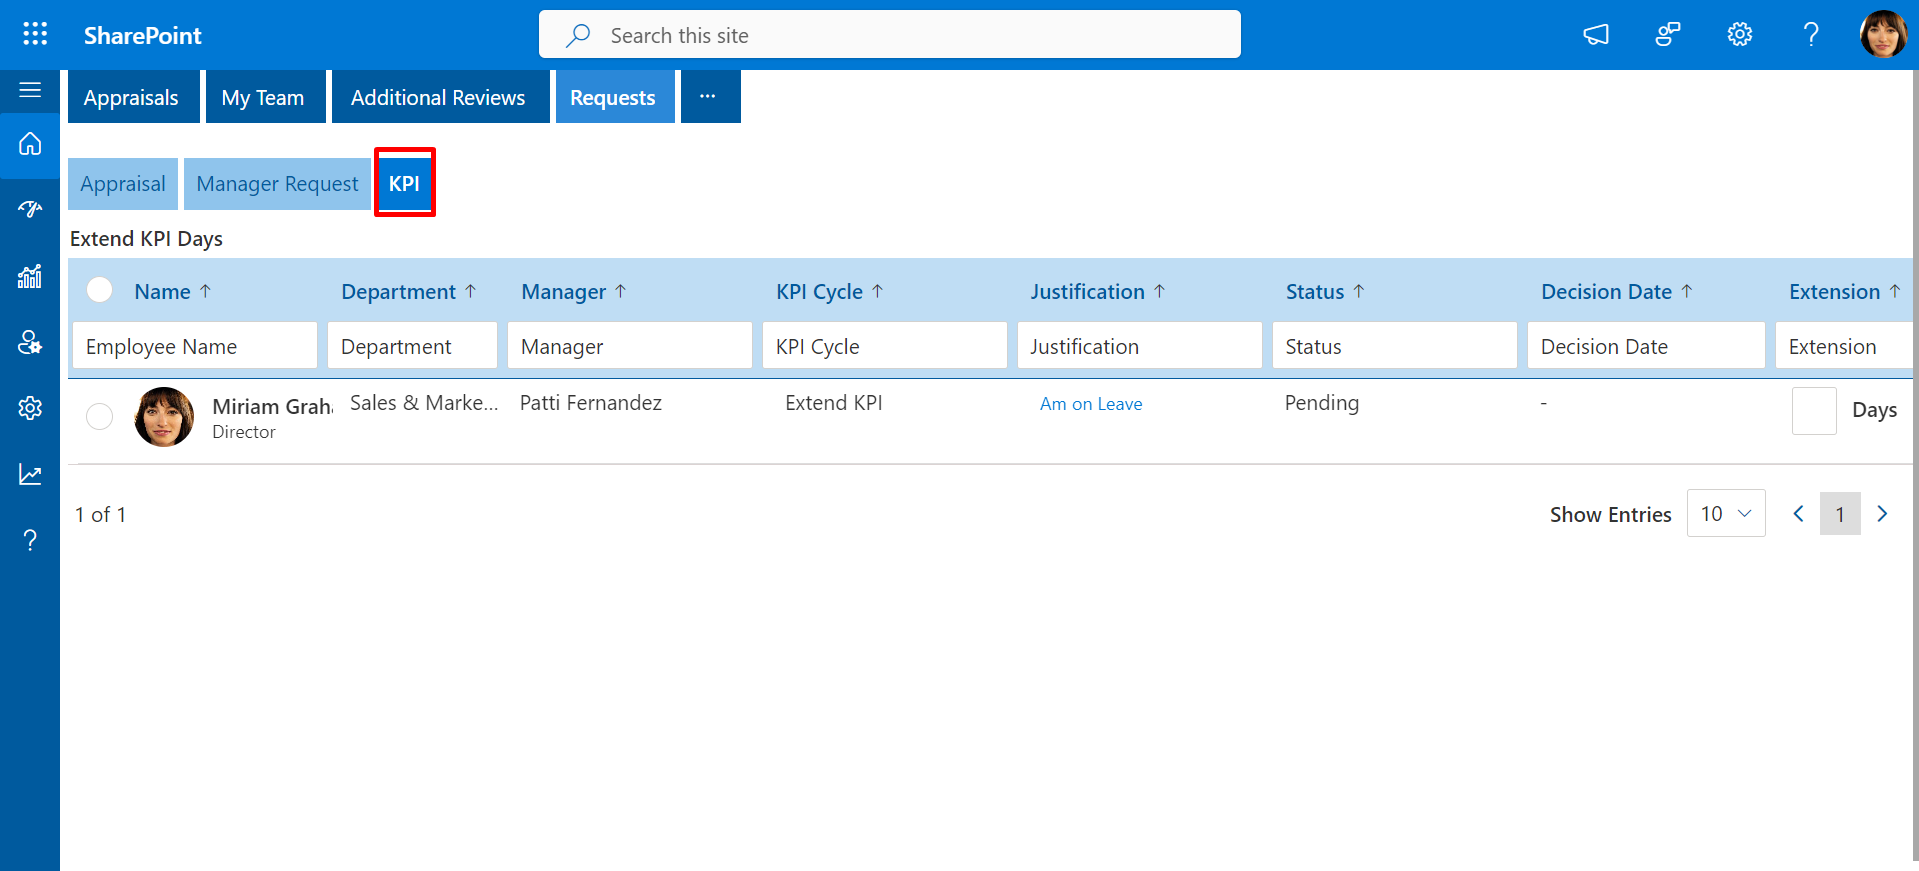 SharePoint
Search this site
Appraisals My Team Additional Reviews Requests ...
Appraisal Manager Request KPI
Extend KPI Days
Name ↑ Department ↑ Manager ↑ KPI Cycle ↑ Justification ↑ Status ↑ Decision Date ↑ Extension ↑
Employee Name Department Manager KPI Cycle Justification Status Decision Date Extension
Miriam Grah Sales & Marke... Patti Fernandez Extend KPI Am on Leave Pending - Days
Director
1 of 1 Show Entries 10 1